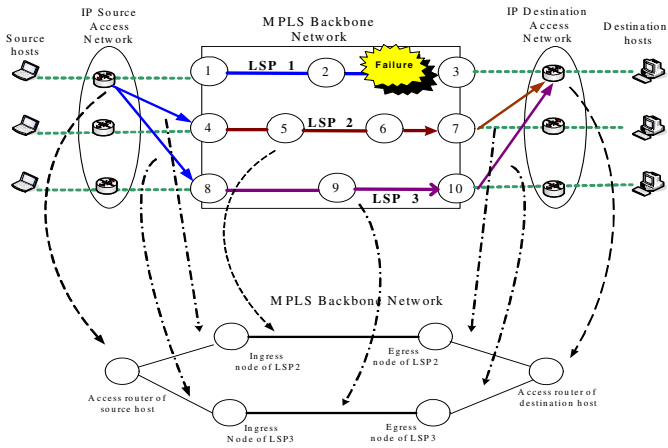 IP Source
Access
Network
MPLS Backbone
Network
IP Destination
Access
Network
Source
hosts
Destination
hosts
1
LSP 1
2
Failure
3
4
5
LSP 2
6
7
8
9
LSP 3
10
MPLS Backbone Network
Ingress
node of LSP2
Egress
node of LSP2
Access router of
source host
Access router of
destination host
Ingress
Node of LSP3
Egress
node of LSP3